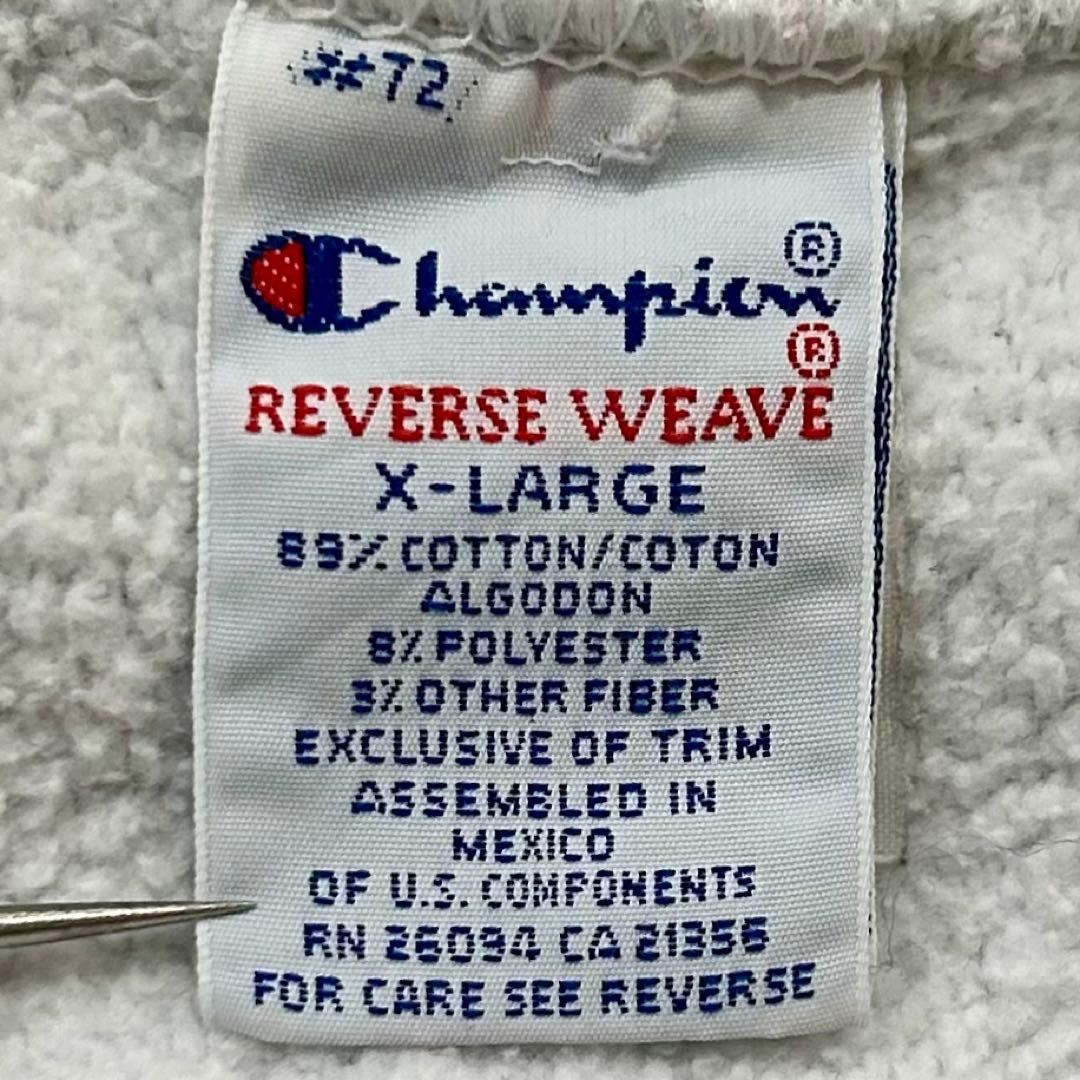 #72
Champion®
®
REVERSE WEAVE
X-LARGE
89% COTTON/COTON
ALGODON
8% POLYESTER
3% OTHER FIBER
EXCLUSIVE OF TRIM
ASSEMBLED IN
MEXICO
OF U.S. COMPONENTS
RN 26094 CA 21356
FOR CARE SEE REVERSE